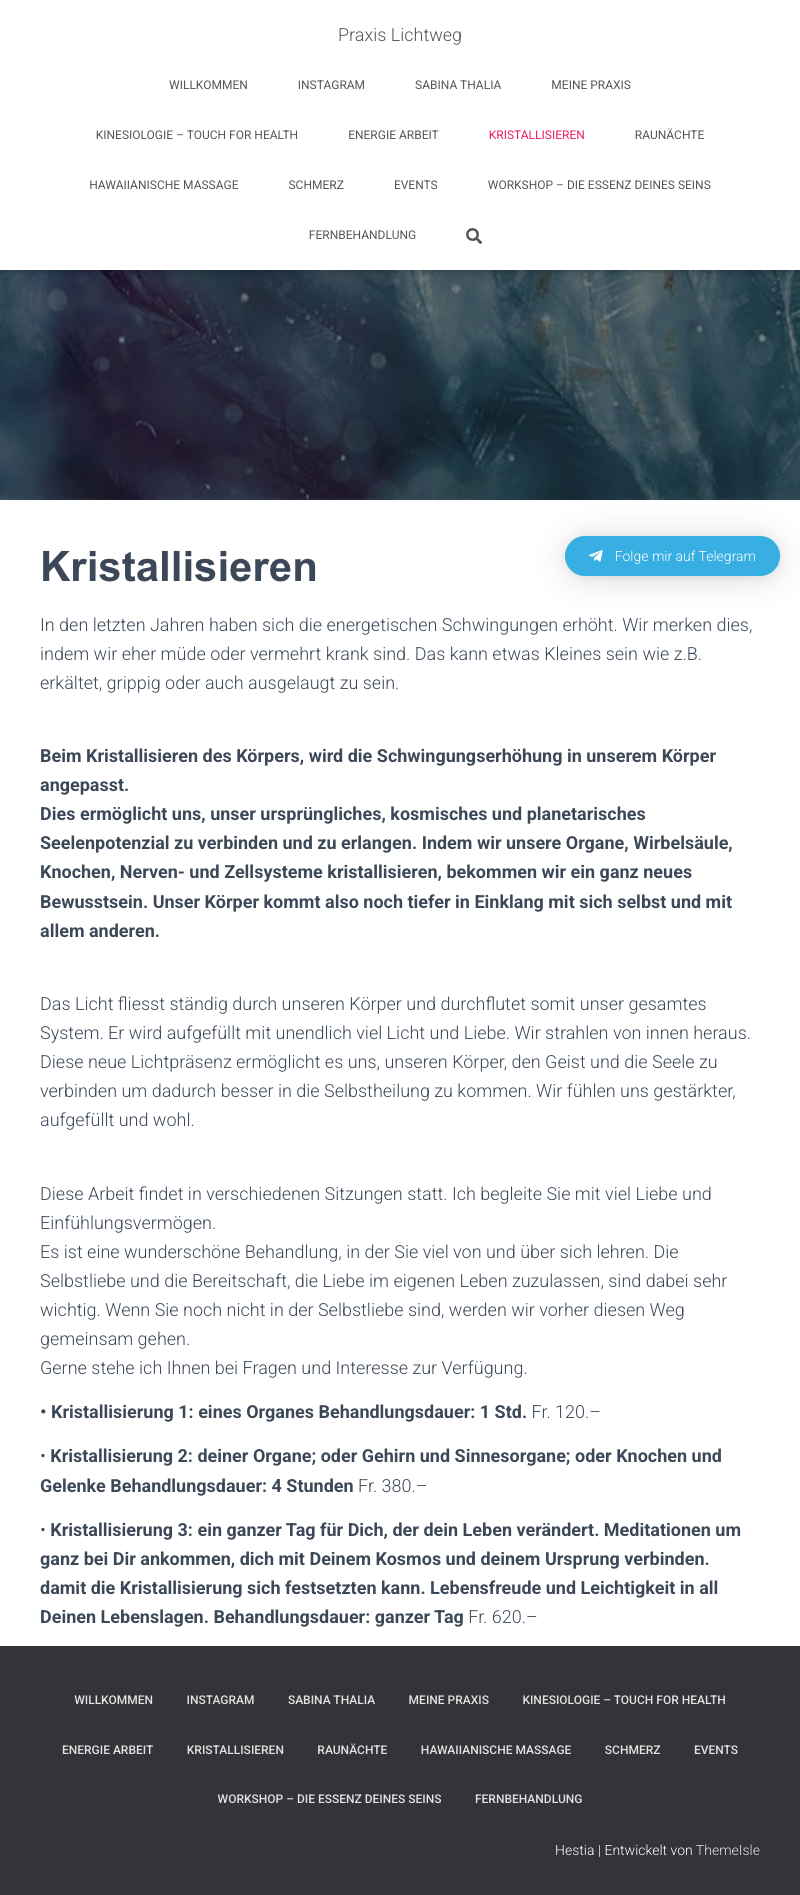 Praxis Lichtweg
WILLKOMMEN INSTAGRAM SABINA THALIA MEINE PRAXIS
KINESIOLOGIE – TOUCH FOR HEALTH ENERGIE ARBEIT KRISTALLISIEREN RAUNÄCHTE
HAWAIIANISCHE MASSAGE SCHMERZ EVENTS WORKSHOP – DIE ESSENZ DEINES SEINS
FERNBEHANDLUNG
Kristallisieren
Folge mir auf Telegram
In den letzten Jahren haben sich die energetischen Schwingungen erhöht. Wir merken dies,
indem wir eher müde oder vermehrt krank sind. Das kann etwas Kleines sein wie z.B.
erkältet, grippig oder auch ausgelaugt zu sein.
Beim Kristallisieren des Körpers, wird die Schwingungserhöhung in unserem Körper
angepasst.
Dies ermöglicht uns, unser ursprüngliches, kosmisches und planetarisches
Seelenpotenzial zu verbinden und zu erlangen. Indem wir unsere Organe, Wirbelsäule,
Knochen, Nerven- und Zellsysteme kristallisieren, bekommen wir ein ganz neues
Bewusstsein. Unser Körper kommt also noch tiefer in Einklang mit sich selbst und mit
allem anderen.
Das Licht fliesst ständig durch unseren Körper und durchflutet somit unser gesamtes
System. Er wird aufgefüllt mit unendlich viel Licht und Liebe. Wir strahlen von innen heraus.
Diese neue Lichtpräsenz ermöglicht es uns, unseren Körper, den Geist und die Seele zu
verbinden um dadurch besser in die Selbstheilung zu kommen. Wir fühlen uns gestärkter,
aufgefüllt und wohl.
Diese Arbeit findet in verschiedenen Sitzungen statt. Ich begleite Sie mit viel Liebe und
Einfühlungsvermögen.
Es ist eine wunderschöne Behandlung, in der Sie viel von und über sich lehren. Die
Selbstliebe und die Bereitschaft, die Liebe im eigenen Leben zuzulassen, sind dabei sehr
wichtig. Wenn Sie noch nicht in der Selbstliebe sind, werden wir vorher diesen Weg
gemeinsam gehen.
Gerne stehe ich Ihnen bei Fragen und Interesse zur Verfügung.
• Kristallisierung 1: eines Organes Behandlungsdauer: 1 Std. Fr. 120.–
• Kristallisierung 2: deiner Organe; oder Gehirn und Sinnesorgane; oder Knochen und
Gelenke Behandlungsdauer: 4 Stunden Fr. 380.–
• Kristallisierung 3: ein ganzer Tag für Dich, der dein Leben verändert. Meditationen um
ganz bei Dir ankommen, dich mit Deinem Kosmos und deinem Ursprung verbinden.
damit die Kristallisierung sich festsetzten kann. Lebensfreude und Leichtigkeit in all
Deinen Lebenslagen. Behandlungsdauer: ganzer Tag Fr. 620.–
WILLKOMMEN INSTAGRAM SABINA THALIA MEINE PRAXIS KINESIOLOGIE – TOUCH FOR HEALTH
ENERGIE ARBEIT KRISTALLISIEREN RAUNÄCHTE HAWAIIANISCHE MASSAGE SCHMERZ EVENTS
WORKSHOP – DIE ESSENZ DEINES SEINS FERNBEHANDLUNG
Hestia | Entwickelt von ThemeIsle